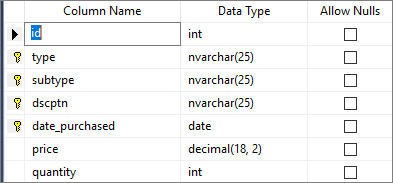 Column Name Data Type Allow Nulls
id int
type nvarchar(25)
subtype nvarchar(25)
dscptn nvarchar(25)
date_purchased date
price decimal(18, 2)
quantity int